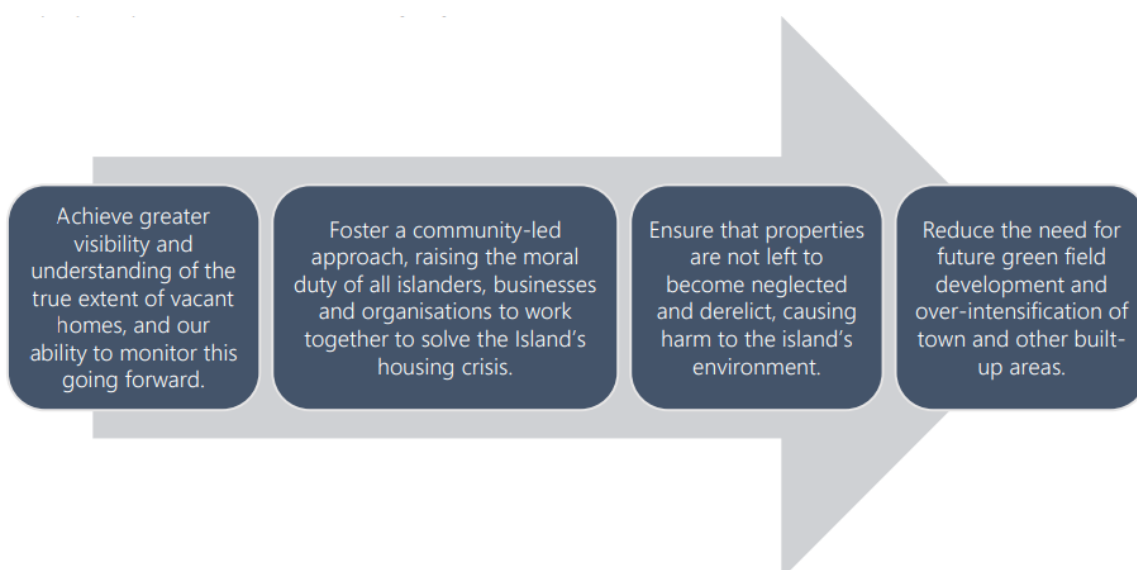 Achieve greater
visibility and
understanding of the
true extent of vacant
homes, and our
ability to monitor this
going forward.
Foster a community-led
approach, raising the moral
duty of all islanders, businesses
and organisations to work
together to solve the Island’s
housing crisis.
Ensure that properties
are not left to
become neglected
and derelict, causing
harm to the island’s
environment.
Reduce the need for
future green field
development and
over-intensification of
town and other built-
up areas.